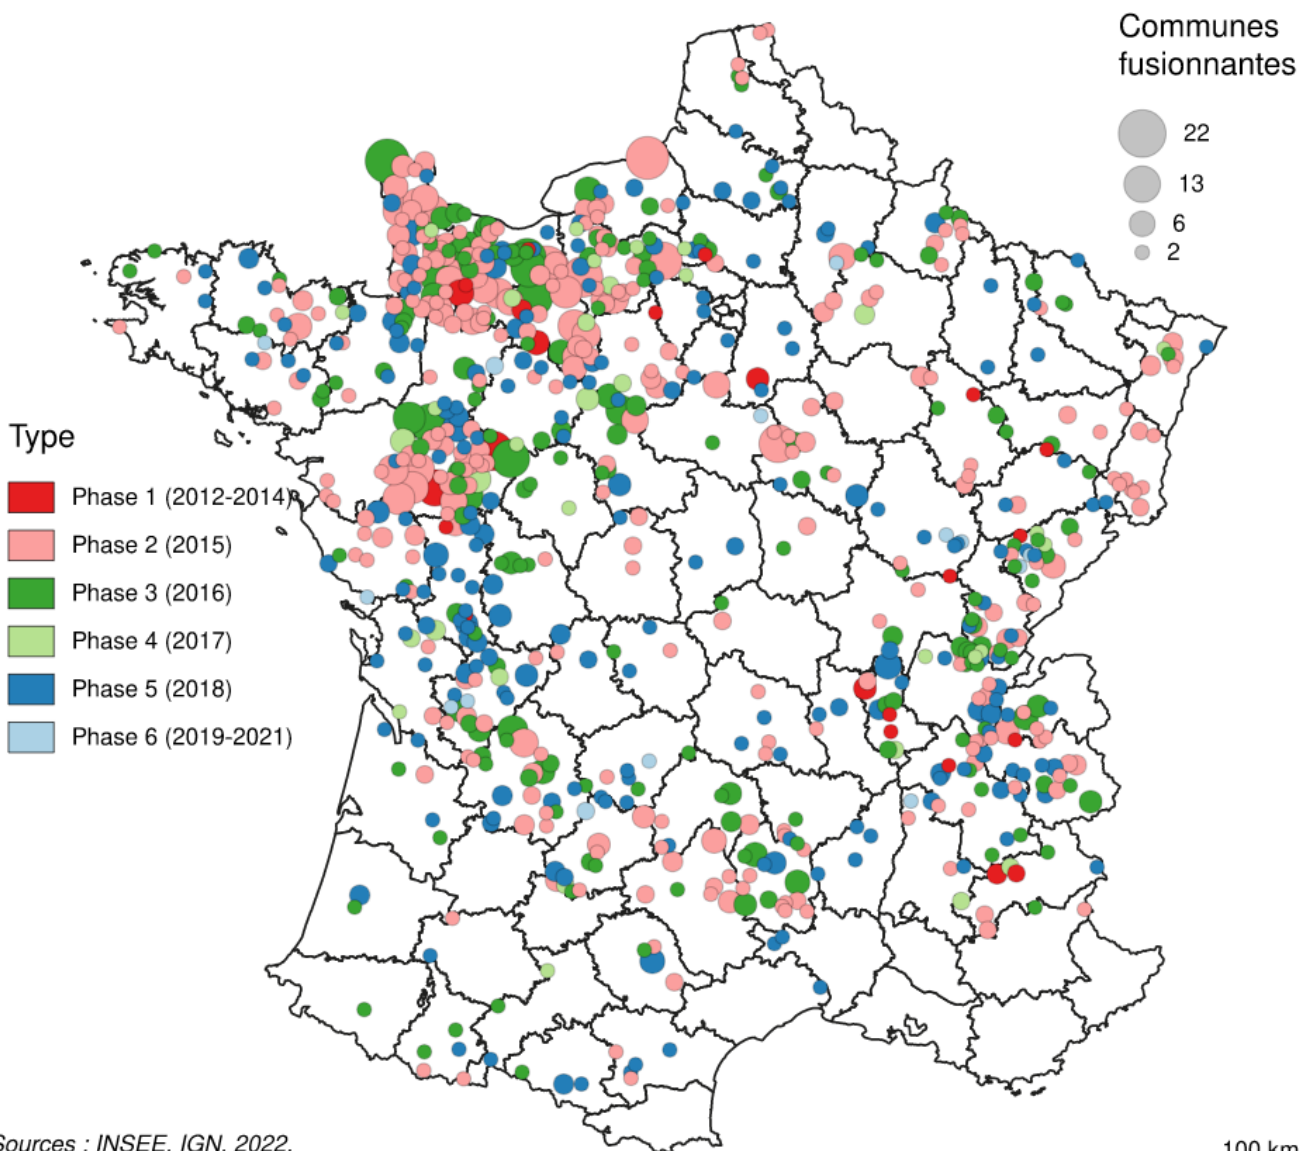 Communes
fusionnantes
22
13
6
2
Type
Phase 1 (2012-2014)
Phase 2 (2015)
Phase 3 (2016)
Phase 4 (2017)
Phase 5 (2018)
Phase 6 (2019-2021)
Sources : INSEE, IGN, 2022.
100 km